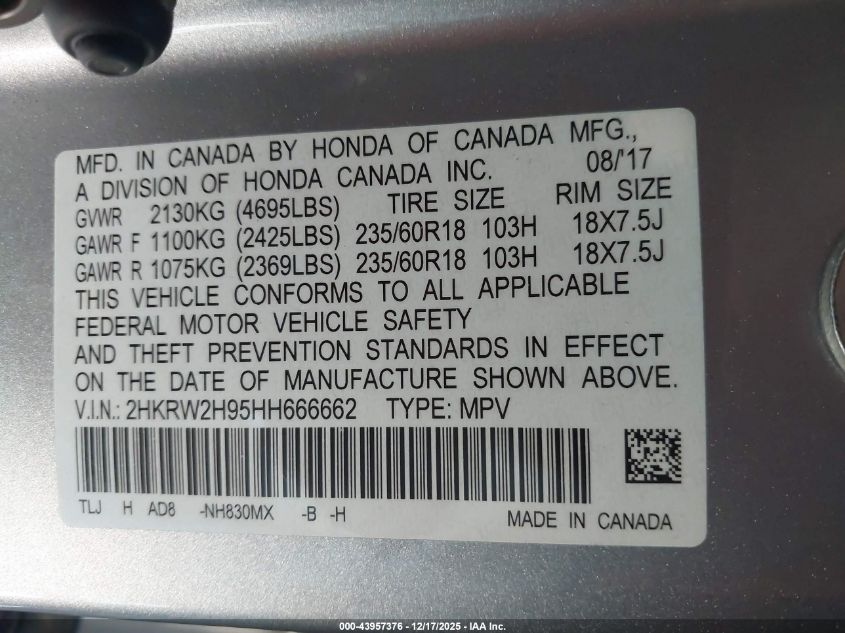 MFD. IN CANADA BY HONDA OF CANADA MFG.,
A DIVISION OF HONDA CANADA INC. 08/'17
GVWR 2130KG (4695LBS) TIRE SIZE RIM SIZE
GAWR F 1100KG (2425LBS) 235/60R18 103H 18X7.5J
GAWR R 1075KG (2369LBS) 235/60R18 103H 18X7.5J
THIS VEHICLE CONFORMS TO ALL APPLICABLE
FEDERAL MOTOR VEHICLE SAFETY
AND THEFT PREVENTION STANDARDS IN EFFECT
ON THE DATE OF MANUFACTURE SHOWN ABOVE.
V.I.N.: 2HKRW2H95HH666662 TYPE: MPV
TLJ H AD8 -NH830MX -B -H MADE IN CANADA
000-43957376 - 12/17/2025 - IAA Inc.